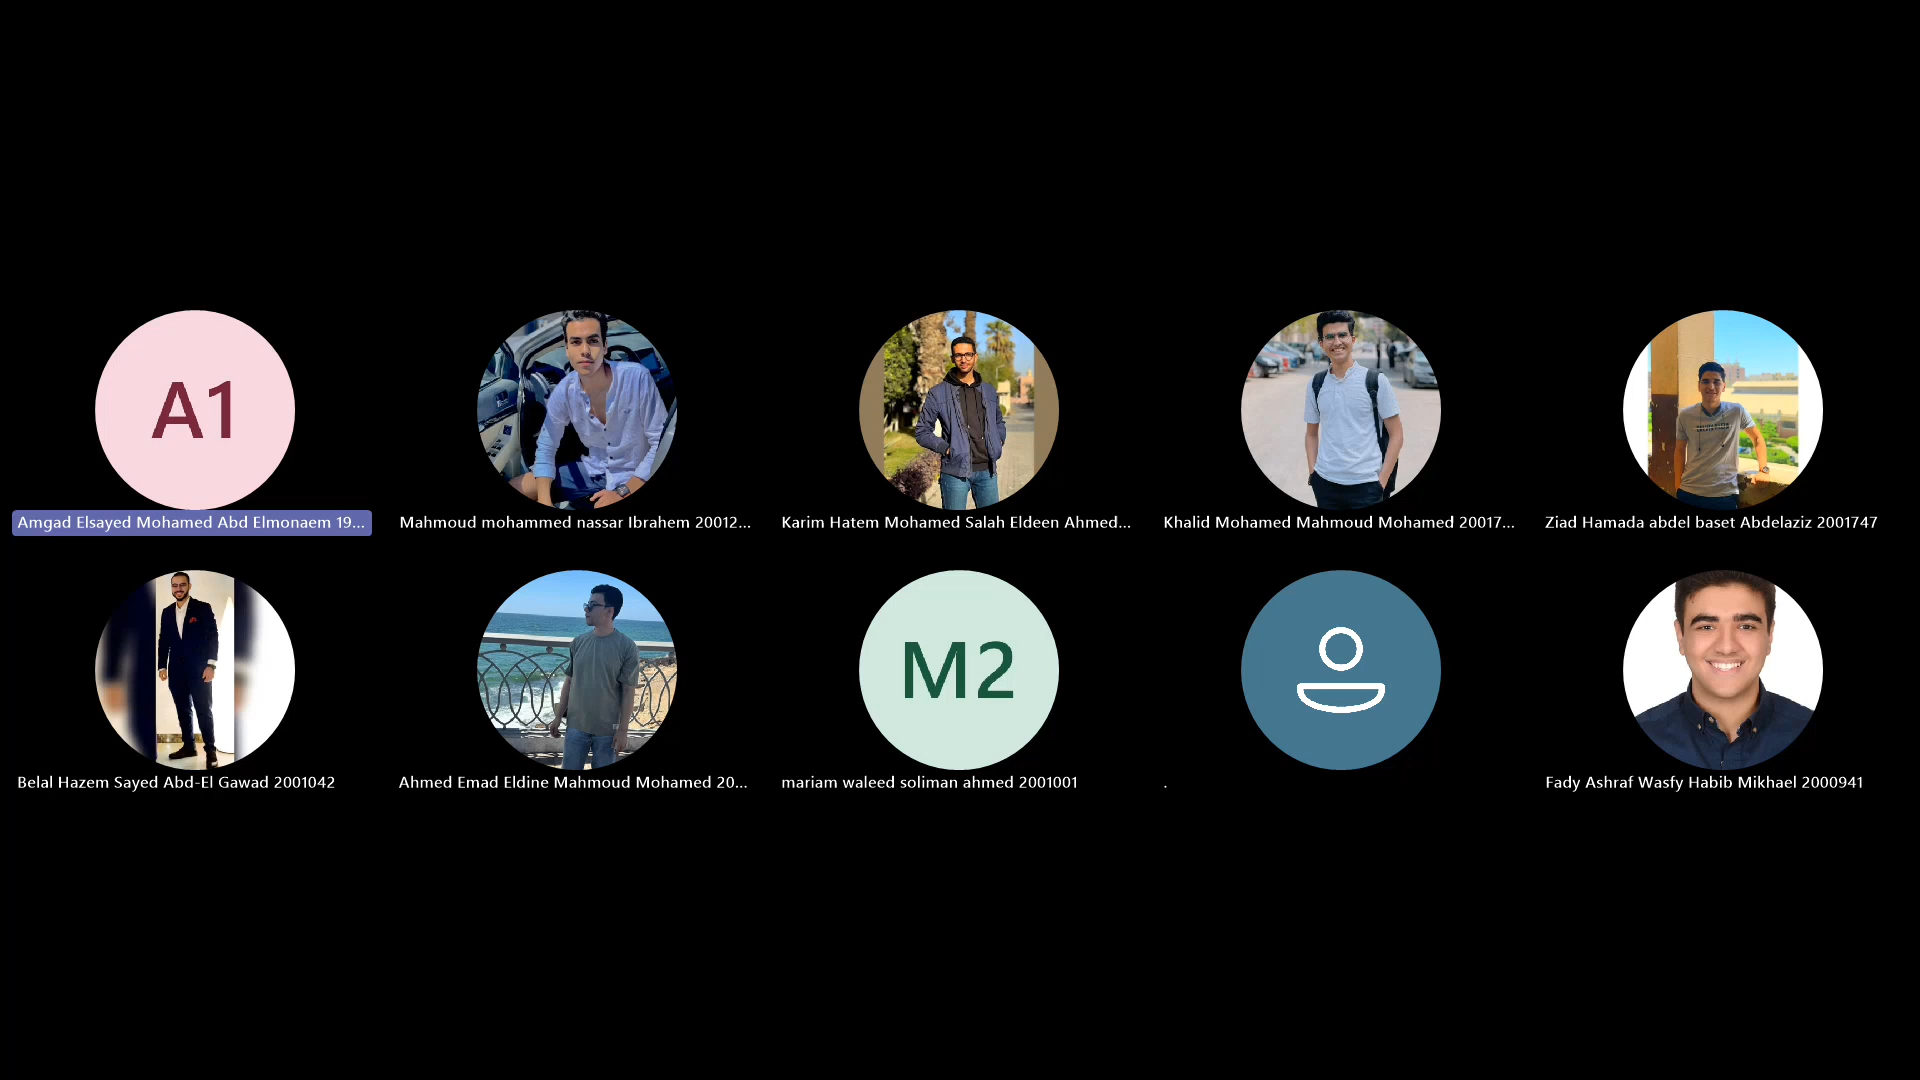 A1
Amgad Elsayed Mohamed Abd Elmonaem 19...
Mahmoud mohammed nassar Ibrahem 20012...
Karim Hatem Mohamed Salah Eldeen Ahmed...
Khalid Mohamed Mahmoud Mohamed 20017...
Ziad Hamada abdel baset Abdelaziz 2001747
M2
Belal Hazem Sayed Abd-El Gawad 2001042
Ahmed Emad Eldine Mahmoud Mohamed 20...
mariam waleed soliman ahmed 2001001
.
Fady Ashraf Wasfy Habib Mikhael 2000941